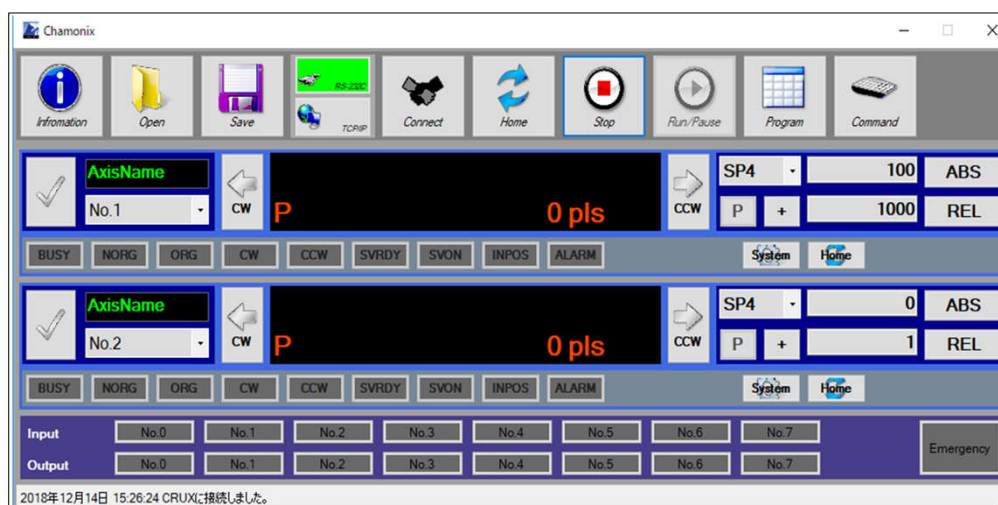 Chamonix
Infromation Open Save RS-232C Connect Home Stop Run/Pause Program Command
TCP/IP
AxisName SP4 100 ABS
No.1 CW P 0 pls CCW P + 1000 REL
BUSY NORG ORG CW CCW SVRDY SVON INPOS ALARM System Home
AxisName SP4 0 ABS
No.2 CW P 0 pls CCW P + 1 REL
BUSY NORG ORG CW CCW SVRDY SVON INPOS ALARM System Home
Input No.0 No.1 No.2 No.3 No.4 No.5 No.6 No.7
Emergency
Output No.0 No.1 No.2 No.3 No.4 No.5 No.6 No.7
2018年12月14日 15:26:24 CRUXに接続しました。